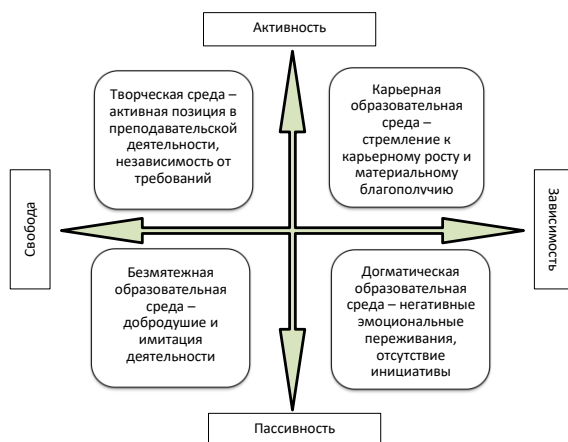 Активность
Творческая среда –
активная позиция в
преподавательской
деятельности,
независимость от
требований
Карьерная
образовательная
среда –
стремление к
карьерному росту и
материальному
благополучию
Свобода
Зависимость
Безмятежная
образовательная
среда –
добродушие и
имитация
деятельности
Догматическая
образовательная
среда – негативные
эмоциональные
переживания,
отсутствие
инициативы
Пассивность